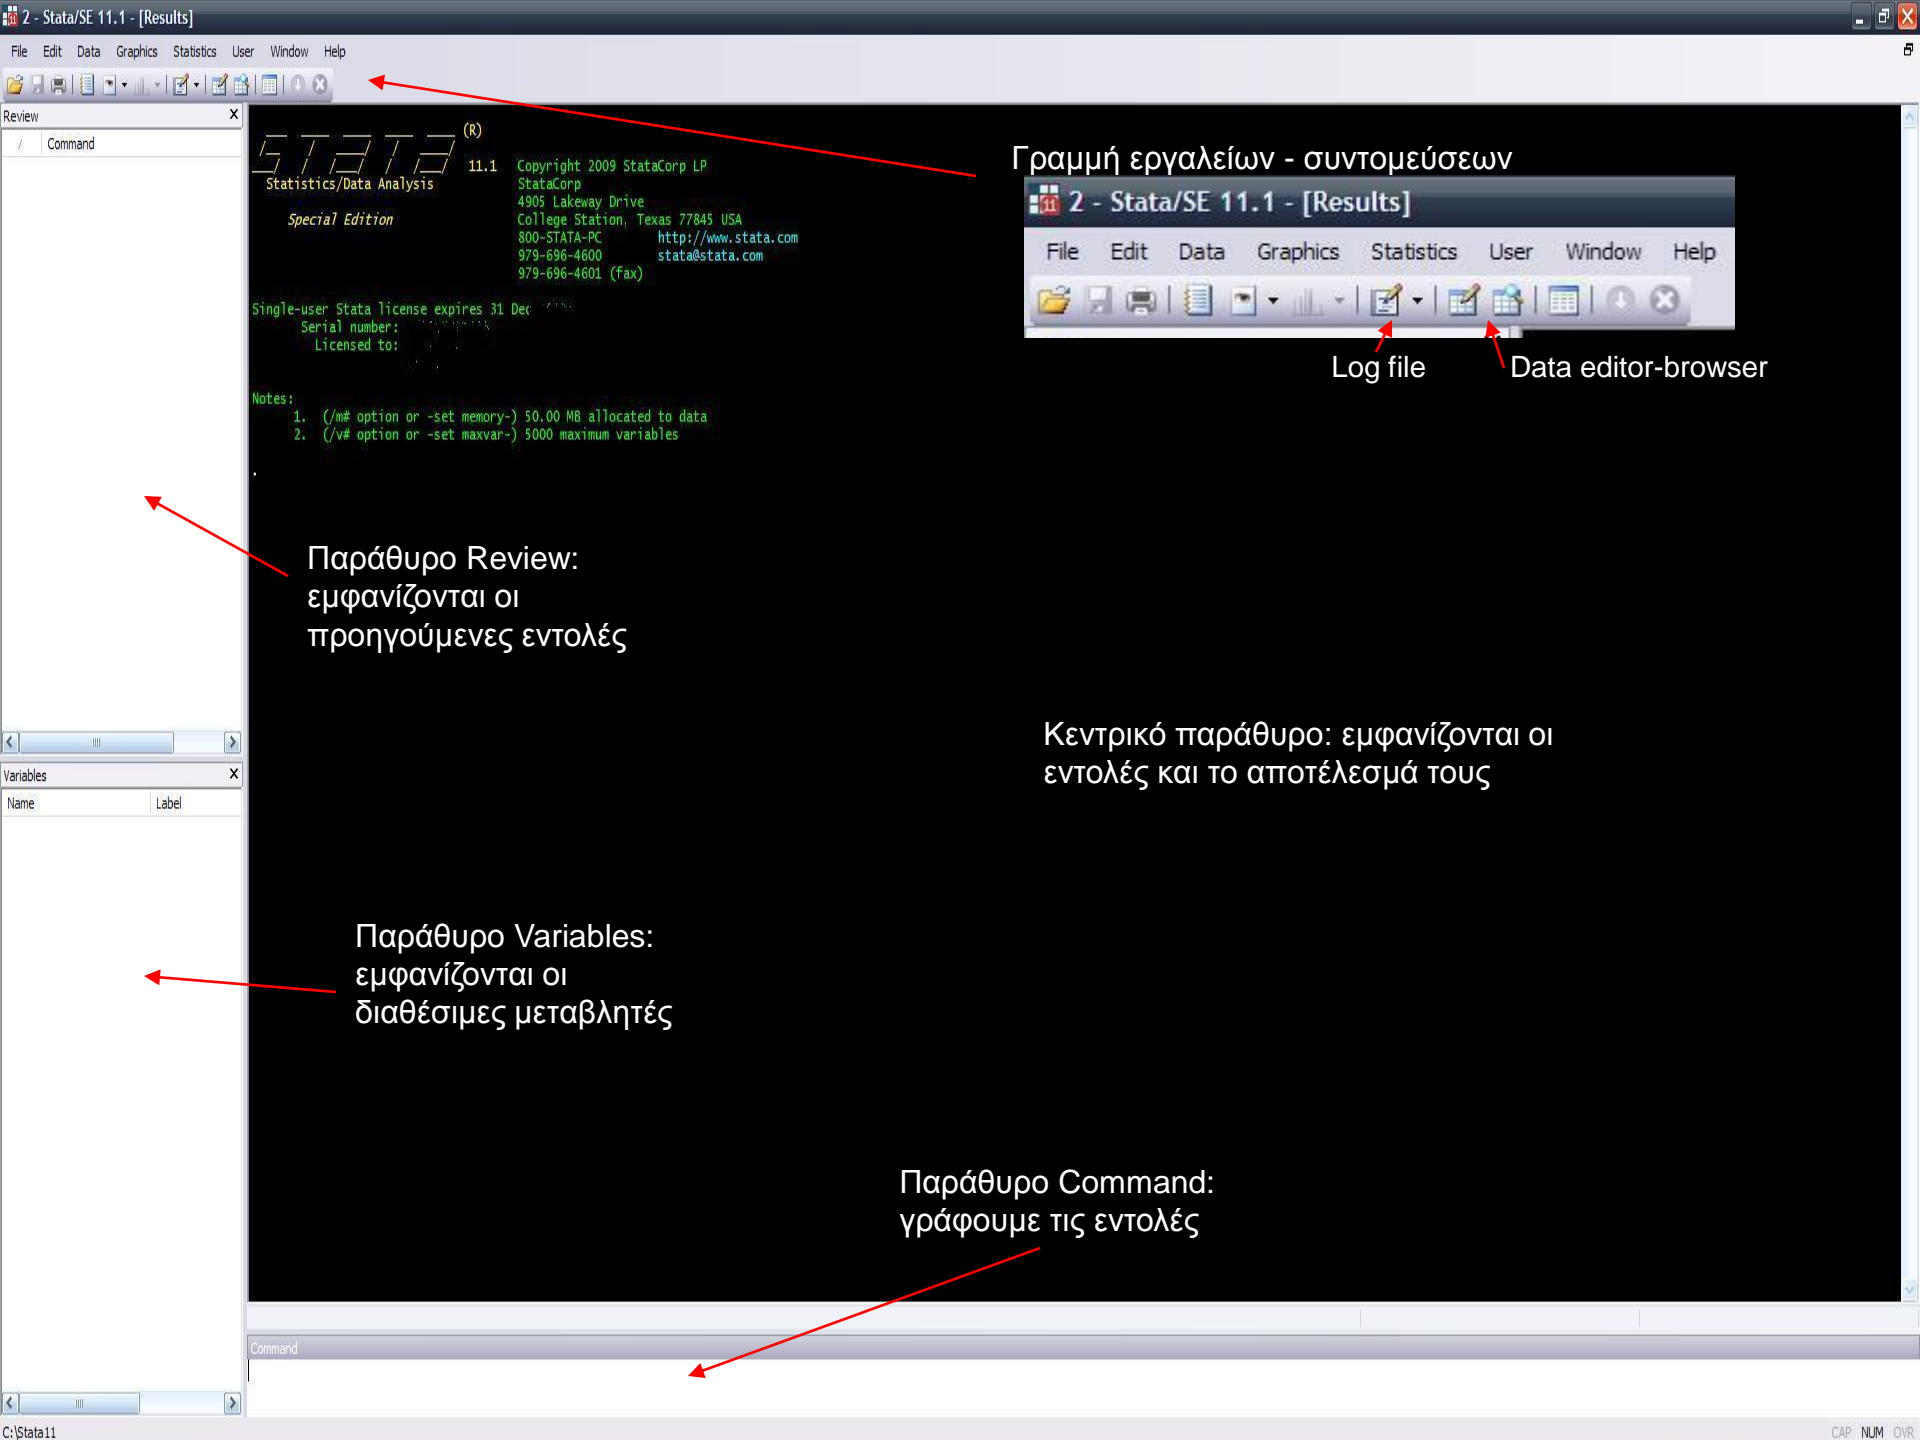 2 - Stata/SE 11.1 - [Results]
File Edit Data Graphics Statistics User Window Help
Review X
/ Command
(R)
STATA 11.1 Copyright 2009 StataCorp LP
Statistics/Data Analysis StataCorp
4905 Lakeway Drive
Special Edition College Station, Texas 77845 USA
800-STATA-PC http://www.stata.com
979-696-4600 stata@stata.com
979-696-4601 (fax)
Single-user Stata license expires 31 Dec
Serial number:
Licensed to:
Notes:
1. (/m# option or -set memory-) 50.00 MB allocated to data
2. (/v# option or -set maxvar-) 5000 maximum variables
.
Γραμμή εργαλείων - συντομεύσεων
2 - Stata/SE 11.1 - [Results]
File Edit Data Graphics Statistics User Window Help
Log file
Data editor-browser
Παράθυρο Review:
εμφανίζονται οι
προηγούμενες εντολές
Κεντρικό παράθυρο: εμφανίζονται οι
εντολές και το αποτέλεσμά τους
Variables X
Name Label
Παράθυρο Variables:
εμφανίζονται οι
διαθέσιμες μεταβλητές
Παράθυρο Command:
γράφουμε τις εντολές
Command
C:\Stata11
CAP NUM OVR